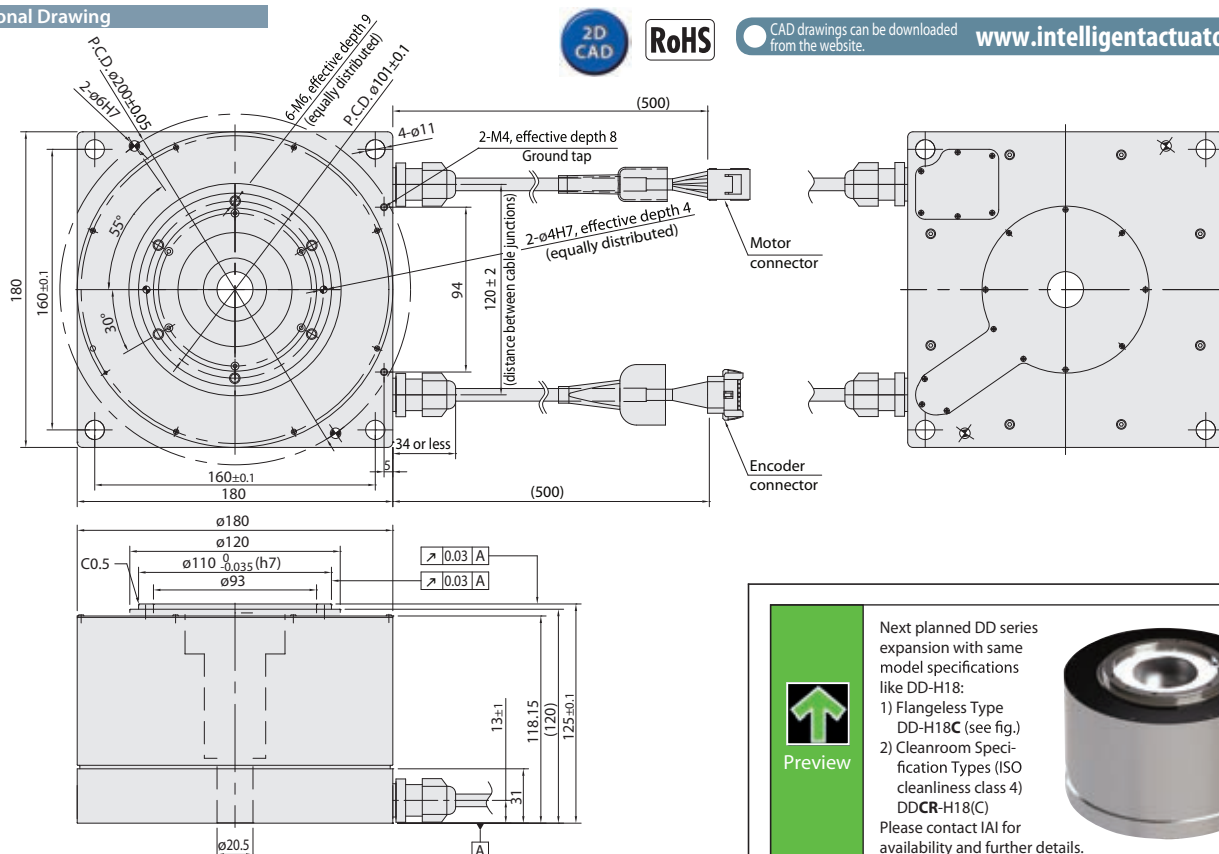 onal Drawing
2D
CAD
RoHS
CAD drawings can be downloaded
from the website.
www.intelligentactuato
P.C.D. ø200±0.05
2-ø6H7
6-M6, effective depth 9
(equally distributed)
P.C.D. ø101±0.1
4-ø11
(500)
2-M4, effective depth 8
Ground tap
2-ø4H7, effective depth 4
(equally distributed)
Motor
connector
55°
30°
180
160±0.1
94
120 ± 2
(distance between cable junctions)
34 or less
5
160±0.1
180
(500)
Encoder
connector
ø180
ø120
C0.5
ø110 0 -0.035 (h7)
ø93
↗ 0.03 A
↗ 0.03 A
13±1
31
118.15
(120)
125±0.1
ø20.5
A
Preview
Next planned DD series
expansion with same
model specifications
like DD-H18:
1) Flangeless Type
DD-H18C (see fig.)
2) Cleanroom Speci-
fication Types (ISO
cleanliness class 4)
DDCR-H18(C)
Please contact IAI for
availability and further details.